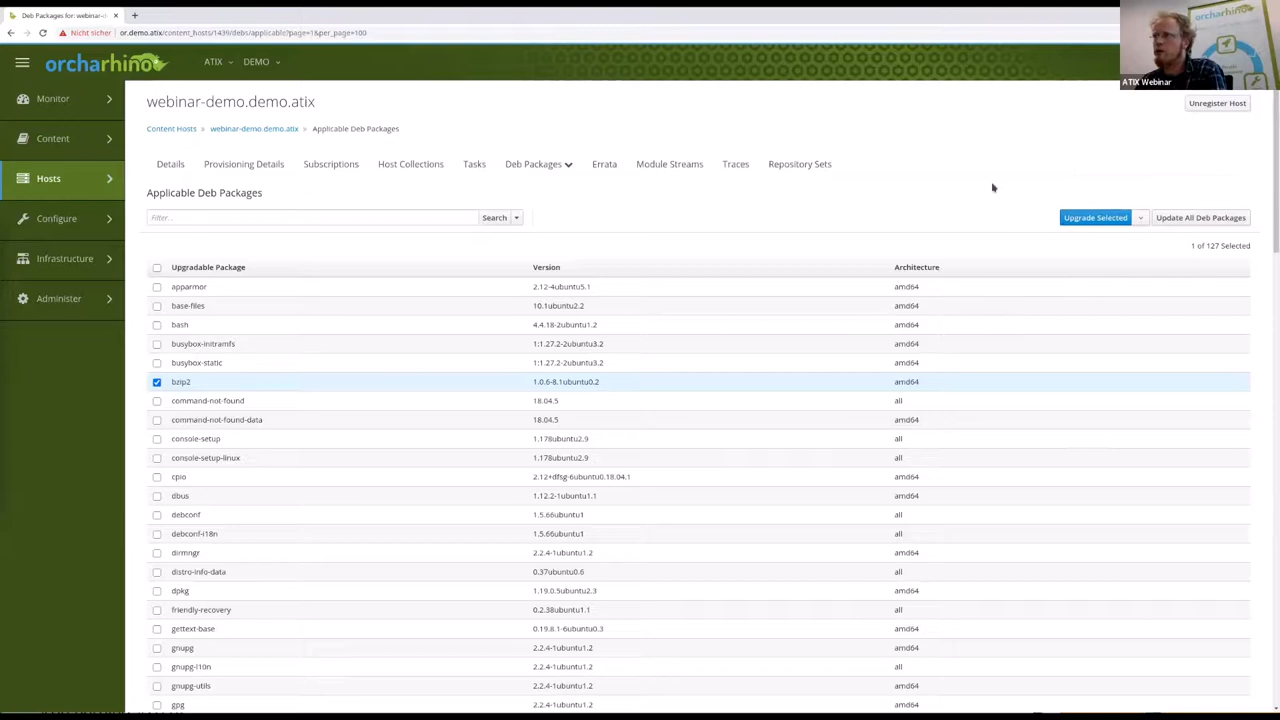 Deb Packages for: webinar-d
Nicht sicher
or.demo.atix/content_hosts/1439/debs/applicable?page=1&per_page=100
orcharhino
ATIX
DEMO
orcharhino
ATIX Webinar
Monitor
Content
Hosts
Configure
Infrastructure
Administer
webinar-demo.demo.atix
Unregister Host
Content Hosts » webinar-demo.demo.atix » Applicable Deb Packages
Details Provisioning Details Subscriptions Host Collections Tasks Deb Packages Errata Module Streams Traces Repository Sets
Applicable Deb Packages
Filter... Search Upgrade Selected Update All Deb Packages
1 of 127 Selected
Upgradable Package Version Architecture
apparmor 2.12-4ubuntu5.1 amd64
base-files 10.1ubuntu2.2 amd64
bash 4.4.18-2ubuntu1.2 amd64
busybox-initramfs 1:1.27.2-2ubuntu3.2 amd64
busybox-static 1:1.27.2-2ubuntu3.2 amd64
bzip2 1.0.6-8.1ubuntu0.2 amd64
command-not-found 18.04.5 all
command-not-found-data 18.04.5 amd64
console-setup 1.178ubuntu2.9 all
console-setup-linux 1.178ubuntu2.9 all
cpio 2.12+dfsg-6ubuntu0.18.04.1 amd64
dbus 1.12.2-1ubuntu1.1 amd64
debconf 1.5.66ubuntu1 all
debconf-i18n 1.5.66ubuntu1 all
dirmngr 2.2.4-1ubuntu1.2 amd64
distro-info-data 0.37ubuntu0.6 all
dpkg 1.19.0.5ubuntu2.3 amd64
friendly-recovery 0.2.38ubuntu1.1 all
gettext-base 0.19.8.1-6ubuntu0.3 amd64
gnupg 2.2.4-1ubuntu1.2 amd64
gnupg-l10n 2.2.4-1ubuntu1.2 all
gnupg-utils 2.2.4-1ubuntu1.2 amd64
gpg 2.2.4-1ubuntu1.2 amd64